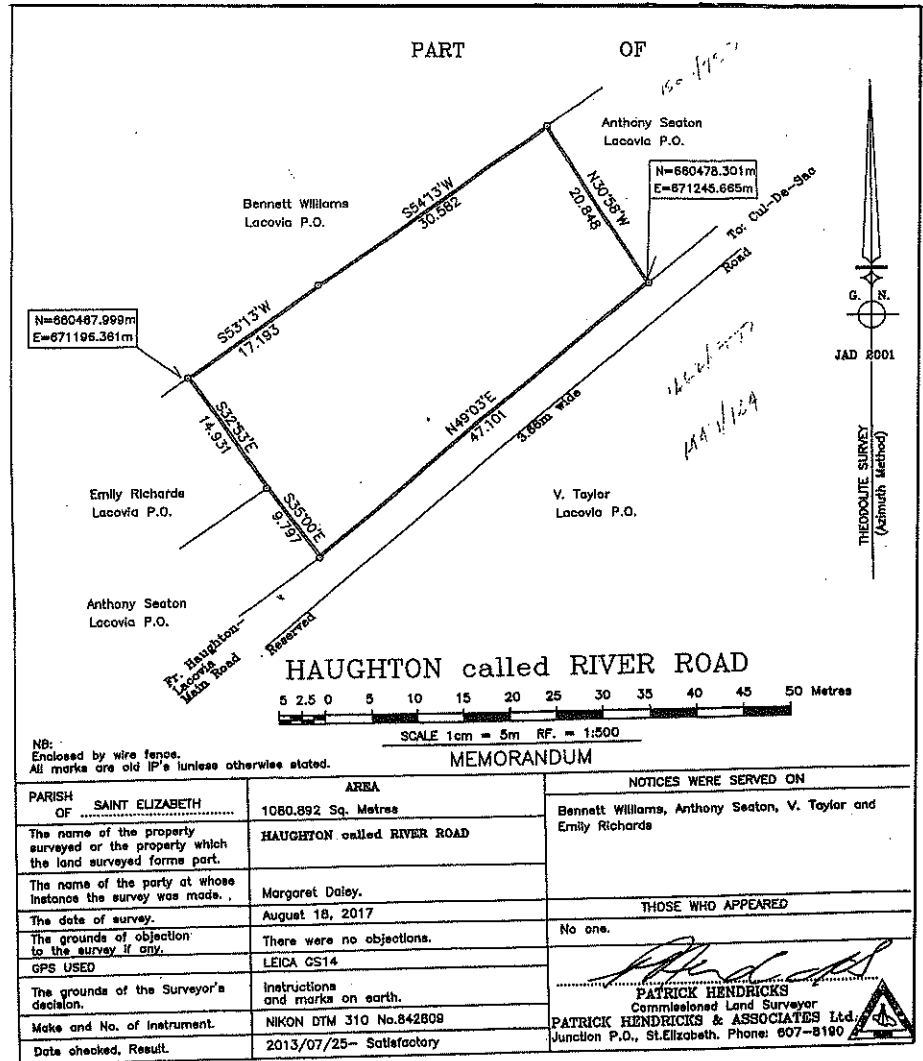 PART OF
Anthony Seaton
Lacovia P.O.
N=660478.301m
E=671245.665m
Bennett Williams
Lacovia P.O.
S54°13'W
30.562
N30°58'W
20.848
To: Cul-De-Sac
Road
N=660467.999m
E=671196.361m
S53°13'W
17.193
G. N.
JAD 2001
S32°53'E
14.931
N49°03'E
47.101
3.66m wide
THEODOLITE SURVEY
(Azimuth Method)
Emily Richards
Lacovia P.O.
S35°00'E
9.797
V. Taylor
Lacovia P.O.
Anthony Seaton
Lacovia P.O.
Fr. Haughton-
Lacovia
Main Road
Reserved
HAUGHTON called RIVER ROAD
5 2.5 0 5 10 15 20 25 30 35 40 45 50 Metres
SCALE 1cm = 5m RF. = 1:500
NB:
Enclosed by wire fence.
All marks are old IP's iunless otherwise stated.
MEMORANDUM
PARISH
OF SAINT ELIZABETH
AREA
1080.892 Sq. Metres
NOTICES WERE SERVED ON
Bennett Williams, Anthony Seaton, V. Taylor and
Emily Richards
The name of the property
surveyed or the property which
the land surveyed forms part.
HAUGHTON called RIVER ROAD
The name of the party at whose
instance the survey was made. ,
Margaret Daley.
The date of survey.
August 18, 2017
THOSE WHO APPEARED
No one.
The grounds of objection
to the survey if any.
There were no objections.
GPS USED
LEICA GS14
The grounds of the Surveyor's
decision.
Instructions
and marks on earth.
Make and No. of Instrument.
NIKON DTM 310 No.842609
Date checked, Result.
2013/07/25- Satisfactory
PATRICK HENDRICKS
Commissioned Land Surveyor
PATRICK HENDRICKS & ASSOCIATES Ltd.
Junction P.O., St.Elizabeth. Phone: 607-8190